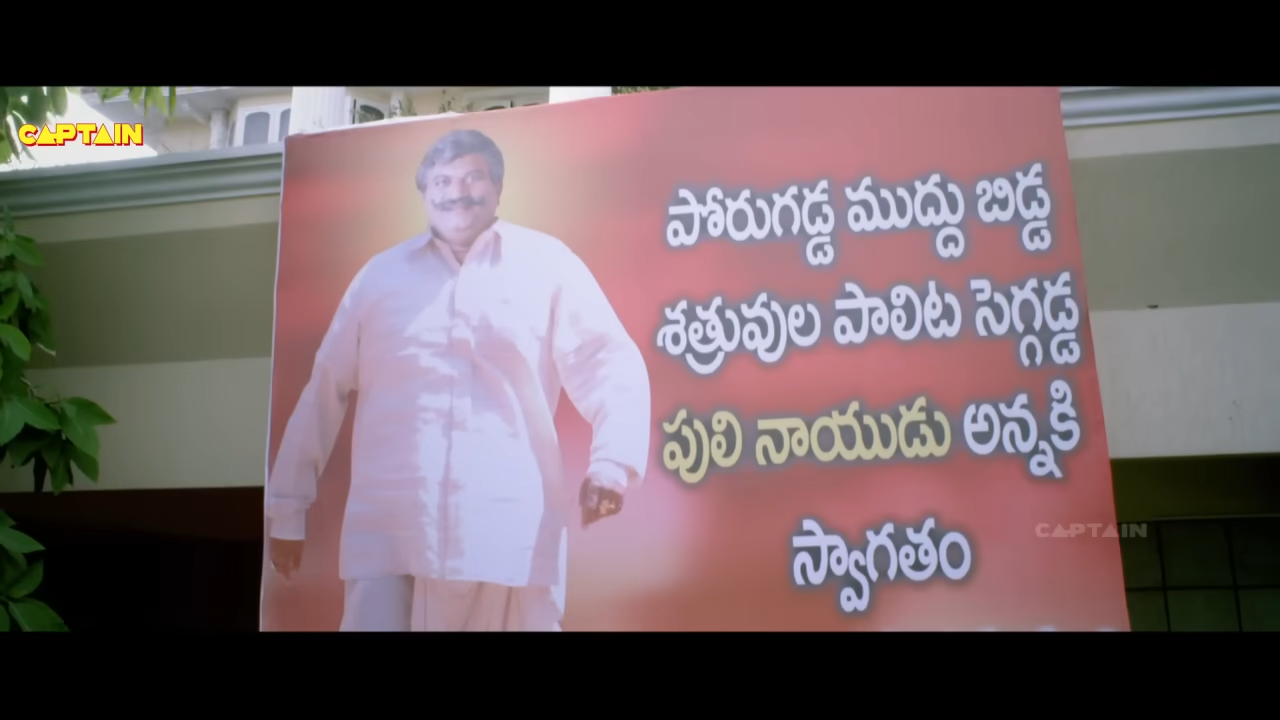 CAPTAIN
పోరుగడ్డ ముద్దు బిడ్డ
శత్రువుల పాలిట సెగ్గడ్డ
పులి నాయుడు అన్నకి
స్వాగతం
CAPTAIN